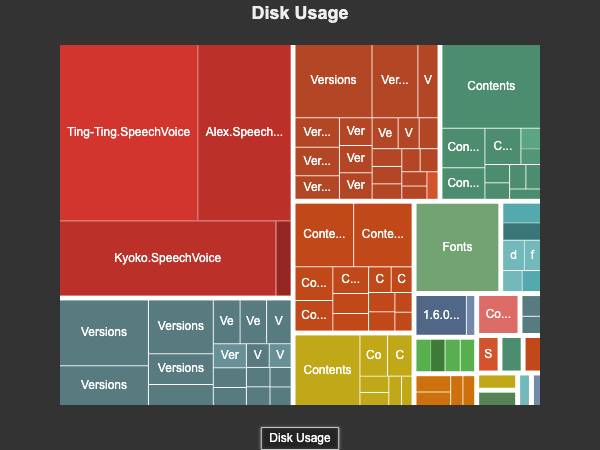 Disk Usage
Ting-Ting.SpeechVoice
Alex.Speech...
Kyoko.SpeechVoice
Versions
Versions
Versions
Versions
Ve
Ve
V
Ver
V
V
Versions
Ver...
V
Ver...
Ver
Ve
V
Ver...
Ver
Ver...
Ver
Contents
Con...
C...
Con...
Conte...
Conte...
Co...
C...
C
C
Co...
Fonts
d
f
1.6.0...
Co...
Contents
Co
C
S
Disk Usage